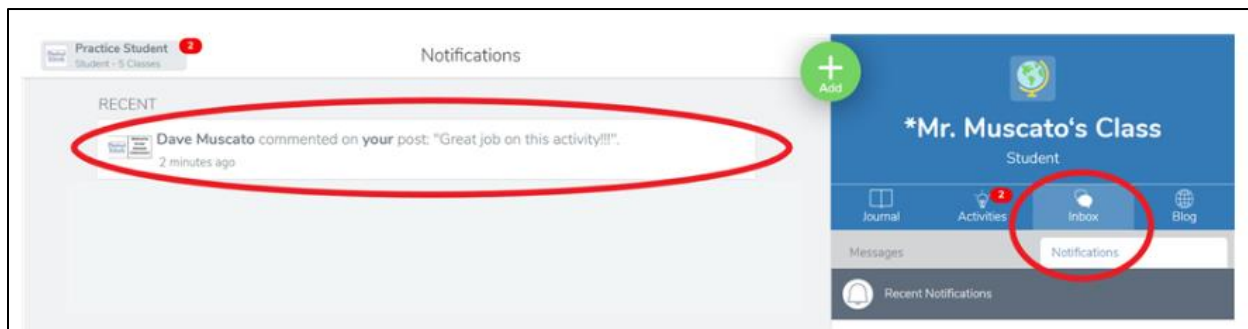 Practice Student 2
Student - 5 Classes
Notifications
RECENT
Dave Muscato commented on your post: "Great job on this activity!!!".
2 minutes ago
Add
*Mr. Muscato's Class
Student
2
Journal Activities Inbox Blog
Messages Notifications
Recent Notifications